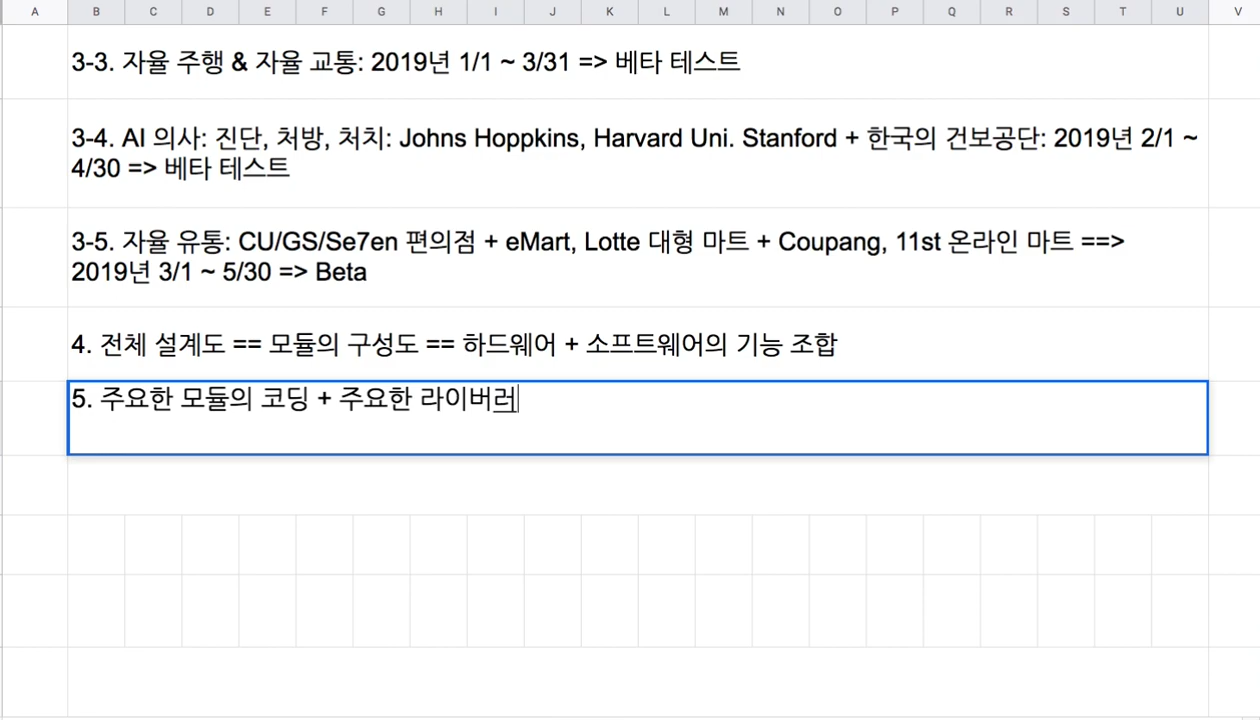 A B C D E F G H I J K L M N O P Q R S T U V
3-3. 자율 주행 & 자율 교통: 2019년 1/1 ~ 3/31 => 베타 테스트
3-4. AI 의사: 진단, 처방, 처치: Johns Hoppkins, Harvard Uni. Stanford + 한국의 건보공단: 2019년 2/1 ~
4/30 => 베타 테스트
3-5. 자율 유통: CU/GS/Se7en 편의점 + eMart, Lotte 대형 마트 + Coupang, 11st 온라인 마트 ==>
2019년 3/1 ~ 5/30 => Beta
4. 전체 설계도 == 모듈의 구성도 == 하드웨어 + 소프트웨어의 기능 조합
5. 주요한 모듈의 코딩 + 주요한 라이버러